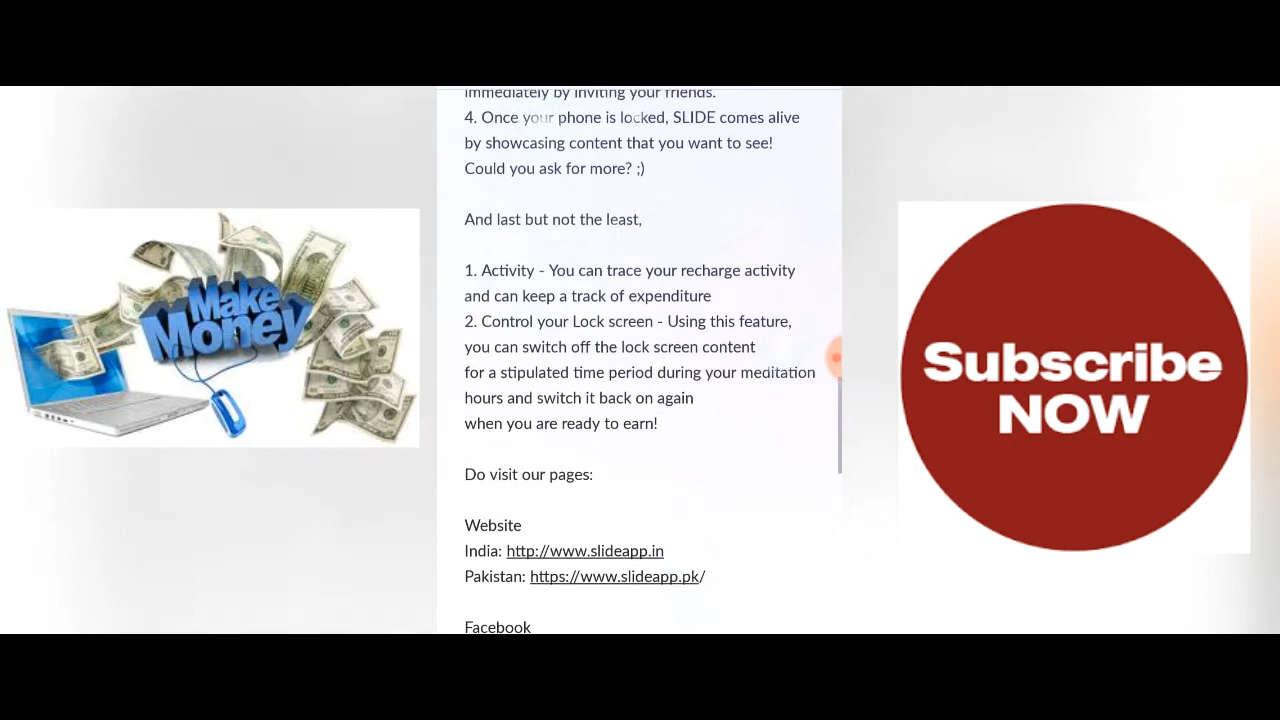 immediately by inviting your friends.
4. Once your phone is locked, SLIDE comes alive
by showcasing content that you want to see!
Could you ask for more? ;)
And last but not the least,
1. Activity - You can trace your recharge activity
and can keep a track of expenditure
2. Control your Lock screen - Using this feature,
you can switch off the lock screen content
for a stipulated time period during your meditation
hours and switch it back on again
when you are ready to earn!
Do visit our pages:
Website
India: http://www.slideapp.in
Pakistan: https://www.slideapp.pk/
Facebook
Make
Money
Subscribe
NOW